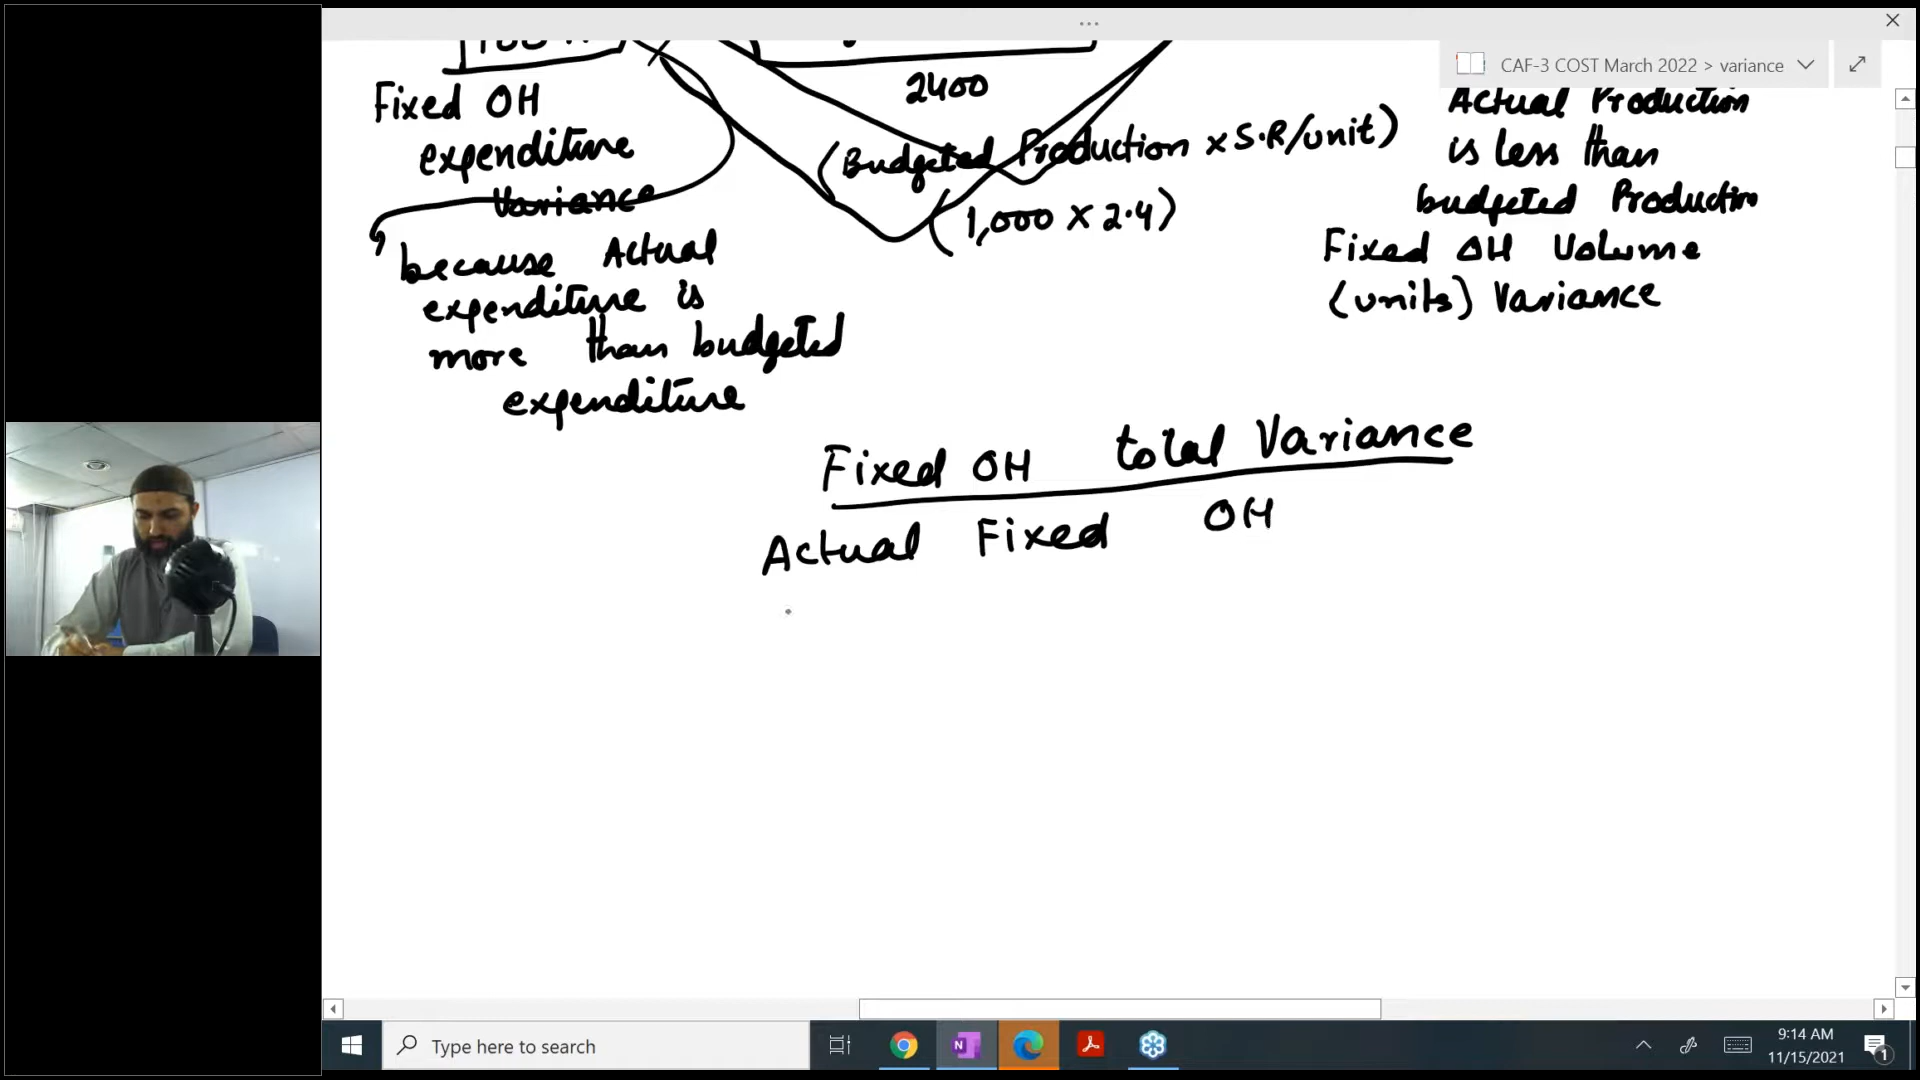 ...
CAF-3 COST March 2022 > variance
2400
Fixed OH
expenditure
Variance
(Budgeted Production × S.R/unit)
(1,000 × 2.4)
Actual Production
is less than
budgeted Production
Fixed OH Volume
(units) Variance
because Actual
expenditure is
more than budgeted
expenditure
Fixed OH total Variance
Actual Fixed OH
Type here to search
9:14 AM
11/15/2021
1